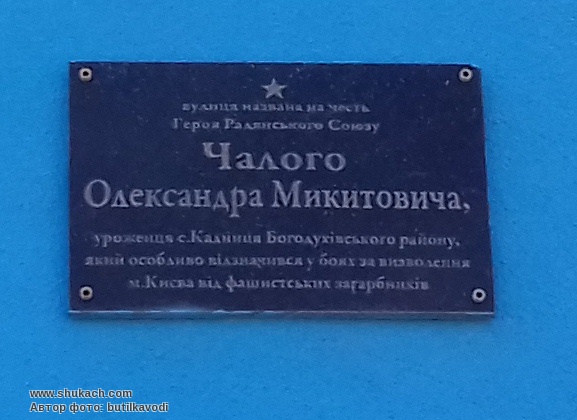 вулиця названа на честь
Героя Радянського Союзу
Чалого
Олександра Микитовича,
уроженця с.Кадниця Богодухівського району,
який особливо відзначився у боях за визволення
м.Києва від фашистських загарбників
www.shukach.com
Автор фото: butilkavodi